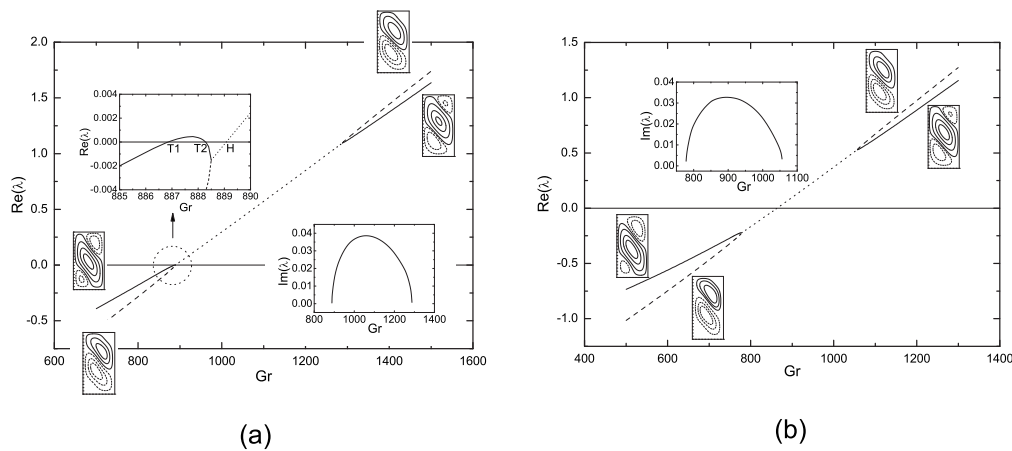 2.0
1.5
1.0
0.5
0.0
-0.5
600 800 1000 1200 1400 1600
Gr
Re(λ)
0.004
0.002
0.000
-0.002
-0.004
885 886 887 888 889 890
Gr
Re(λ)
T1 T2 H
0.04
0.03
0.02
0.01
0.00
800 1000 1200 1400
Gr
Im(λ)
(a)
1.5
1.0
0.5
0.0
-0.5
-1.0
400 600 800 1000 1200 1400
Gr
Re(λ)
0.04
0.03
0.02
0.01
0.00
800 900 1000 1100
Gr
Im(λ)
(b)